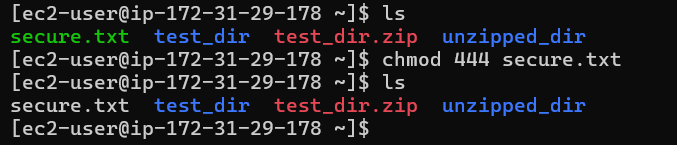 [ec2-user@ip-172-31-29-178 ~]$ ls
secure.txt  test_dir  test_dir.zip  unzipped_dir
[ec2-user@ip-172-31-29-178 ~]$ chmod 444 secure.txt
[ec2-user@ip-172-31-29-178 ~]$ ls
secure.txt  test_dir  test_dir.zip  unzipped_dir
[ec2-user@ip-172-31-29-178 ~]$